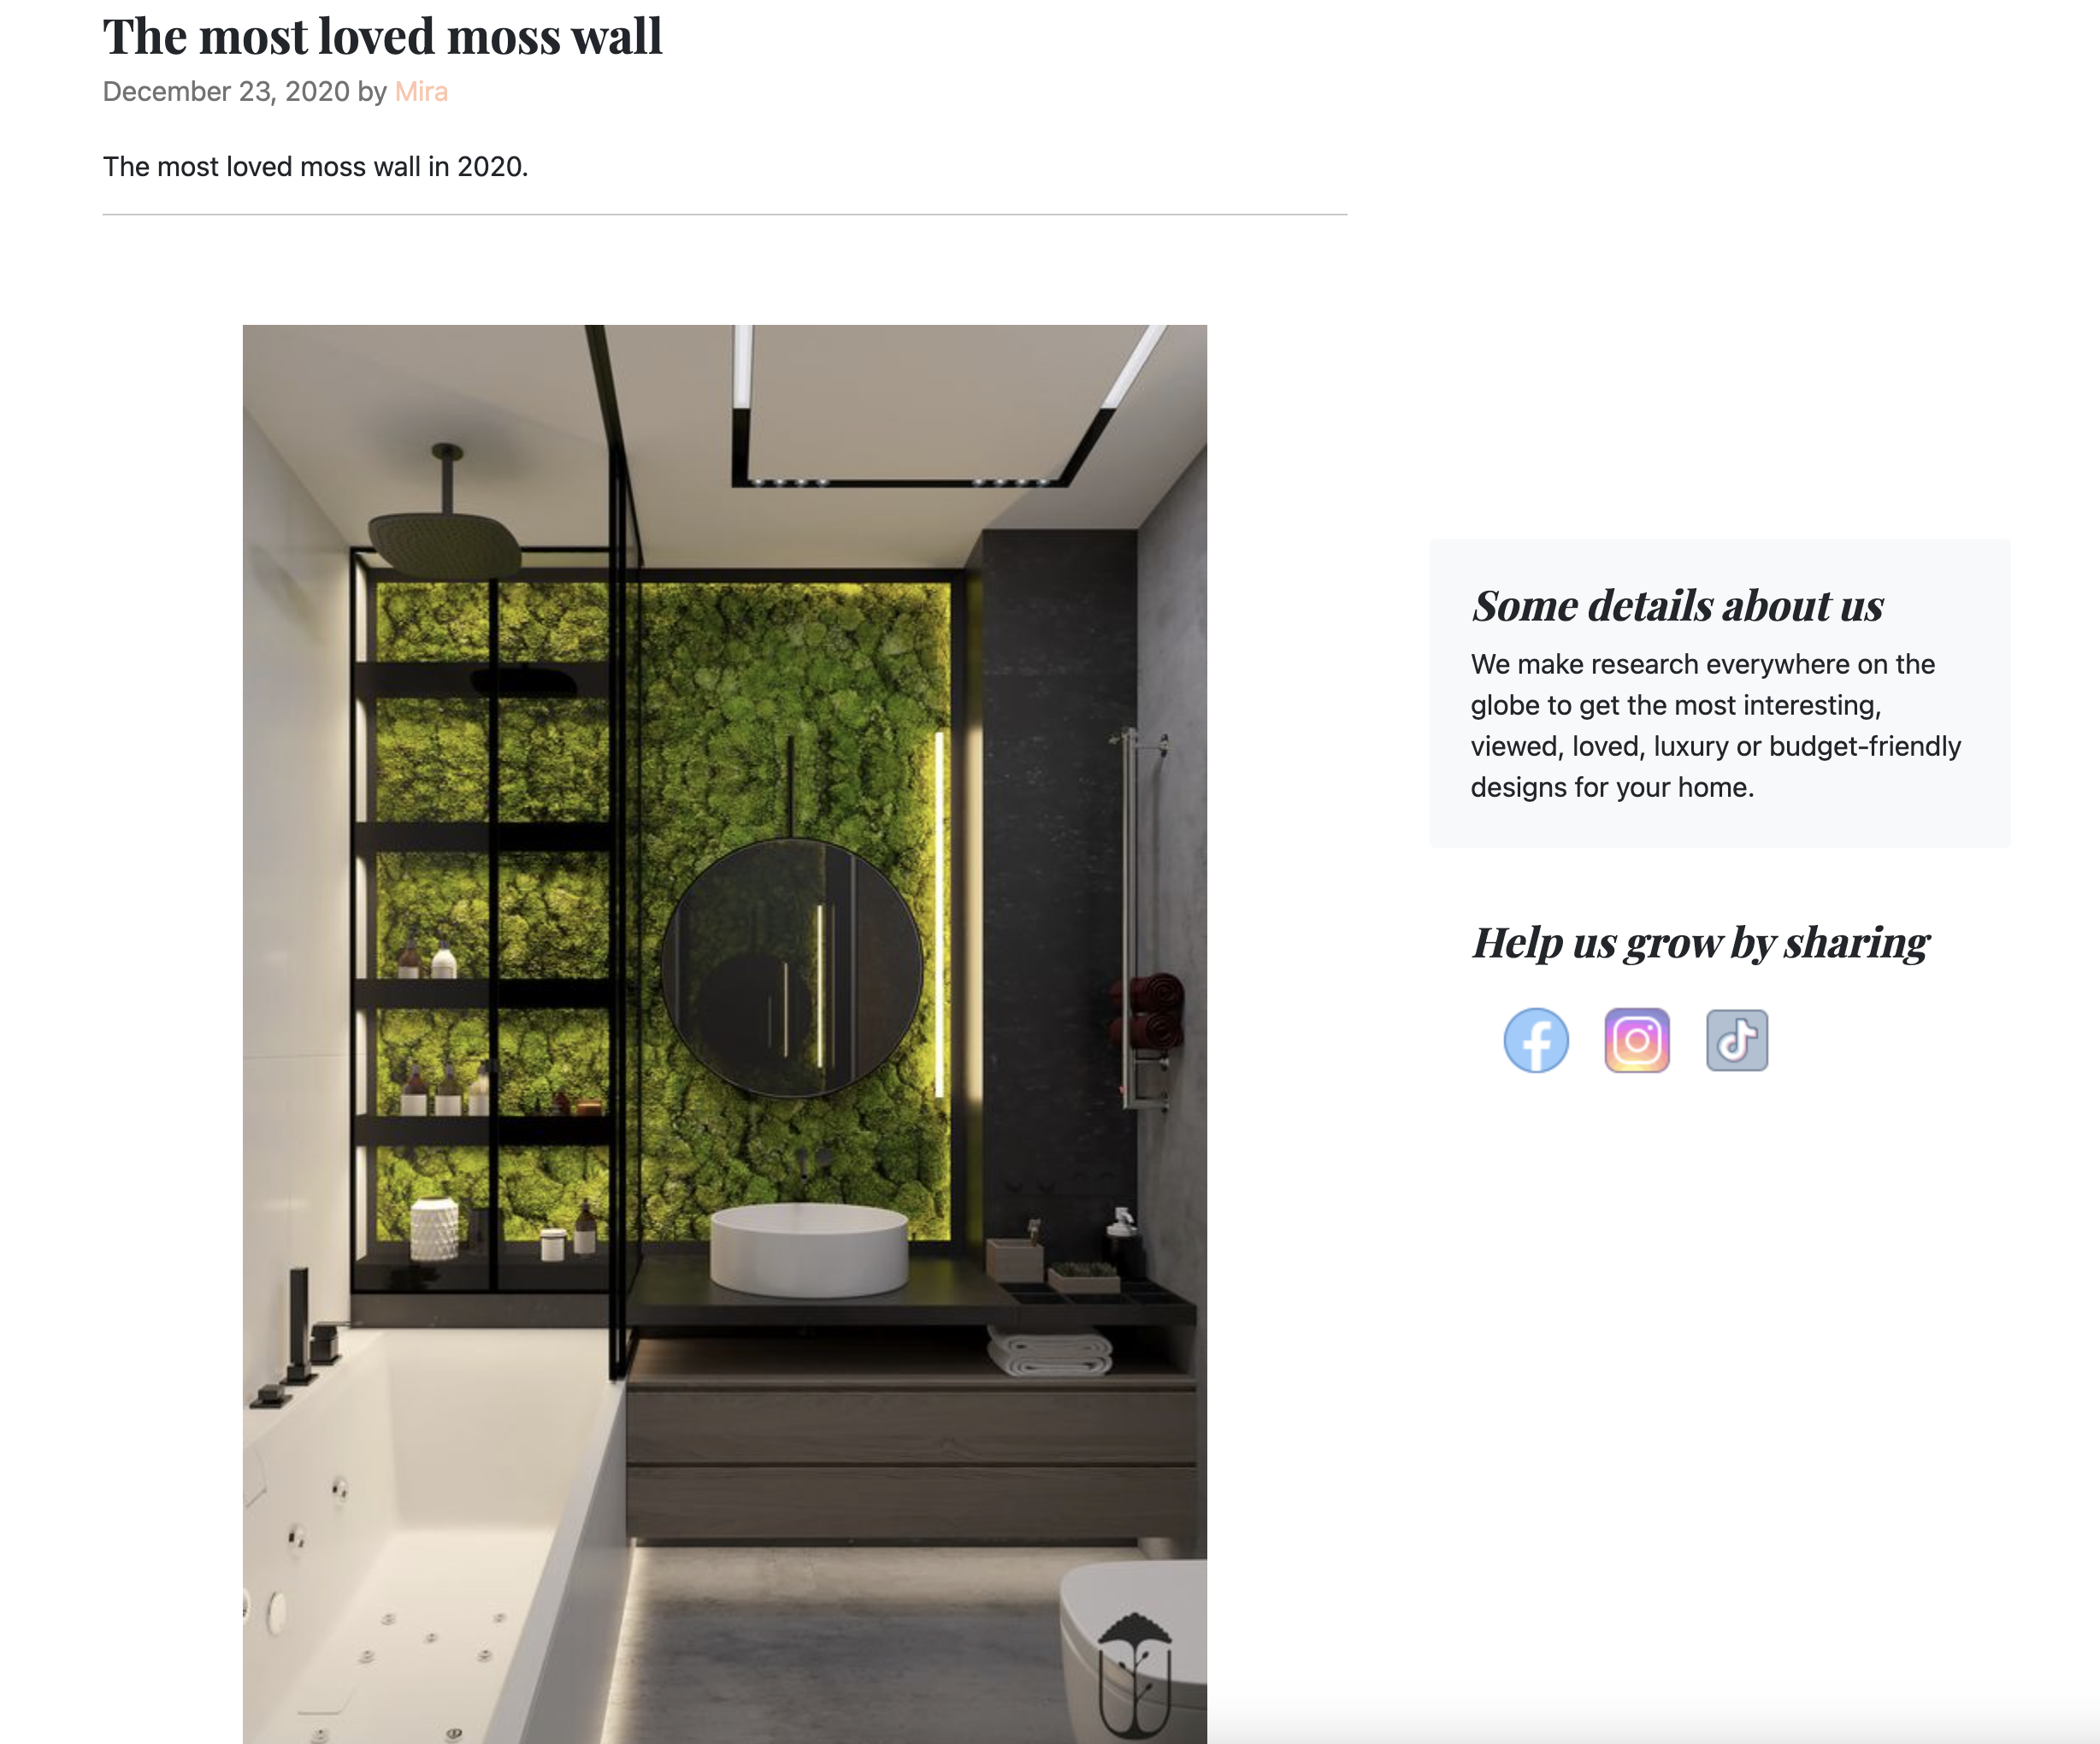 The most loved moss wall
December 23, 2020 by Mira
The most loved moss wall in 2020.
Some details about us
We make research everywhere on the
globe to get the most interesting,
viewed, loved, luxury or budget-friendly
designs for your home.
Help us grow by sharing